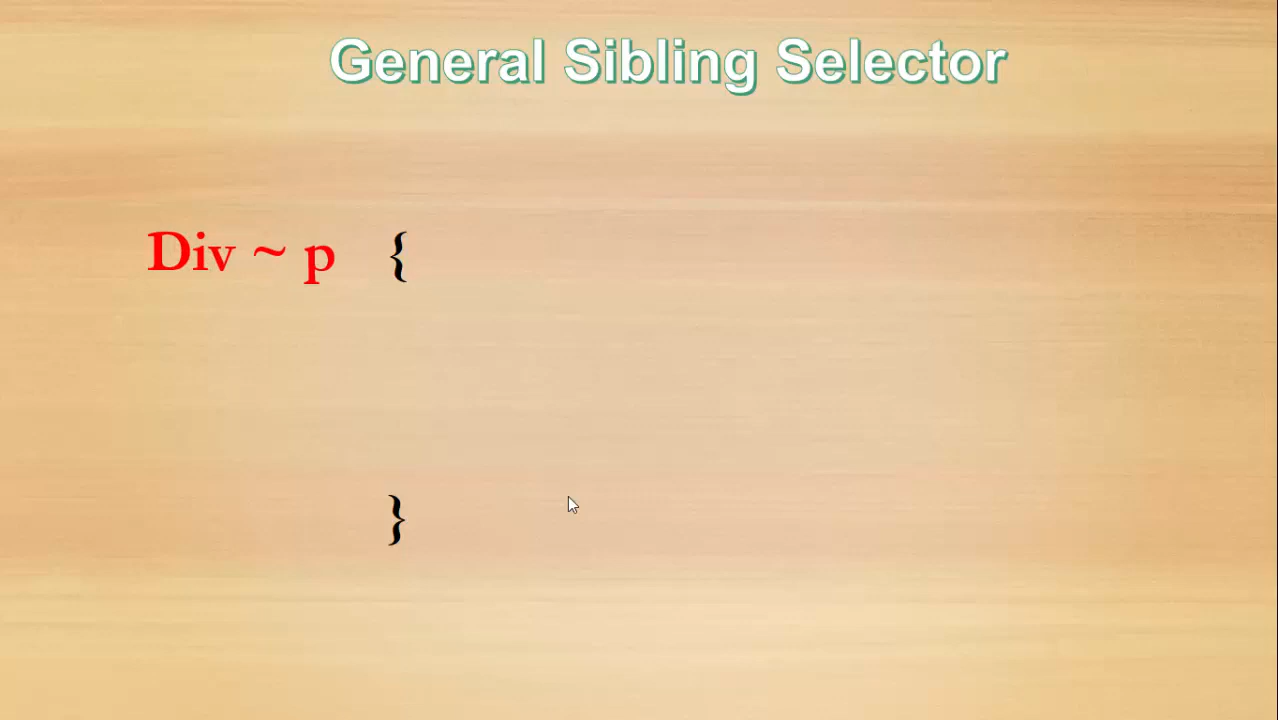 General Sibling Selector
Div ~ p {
}